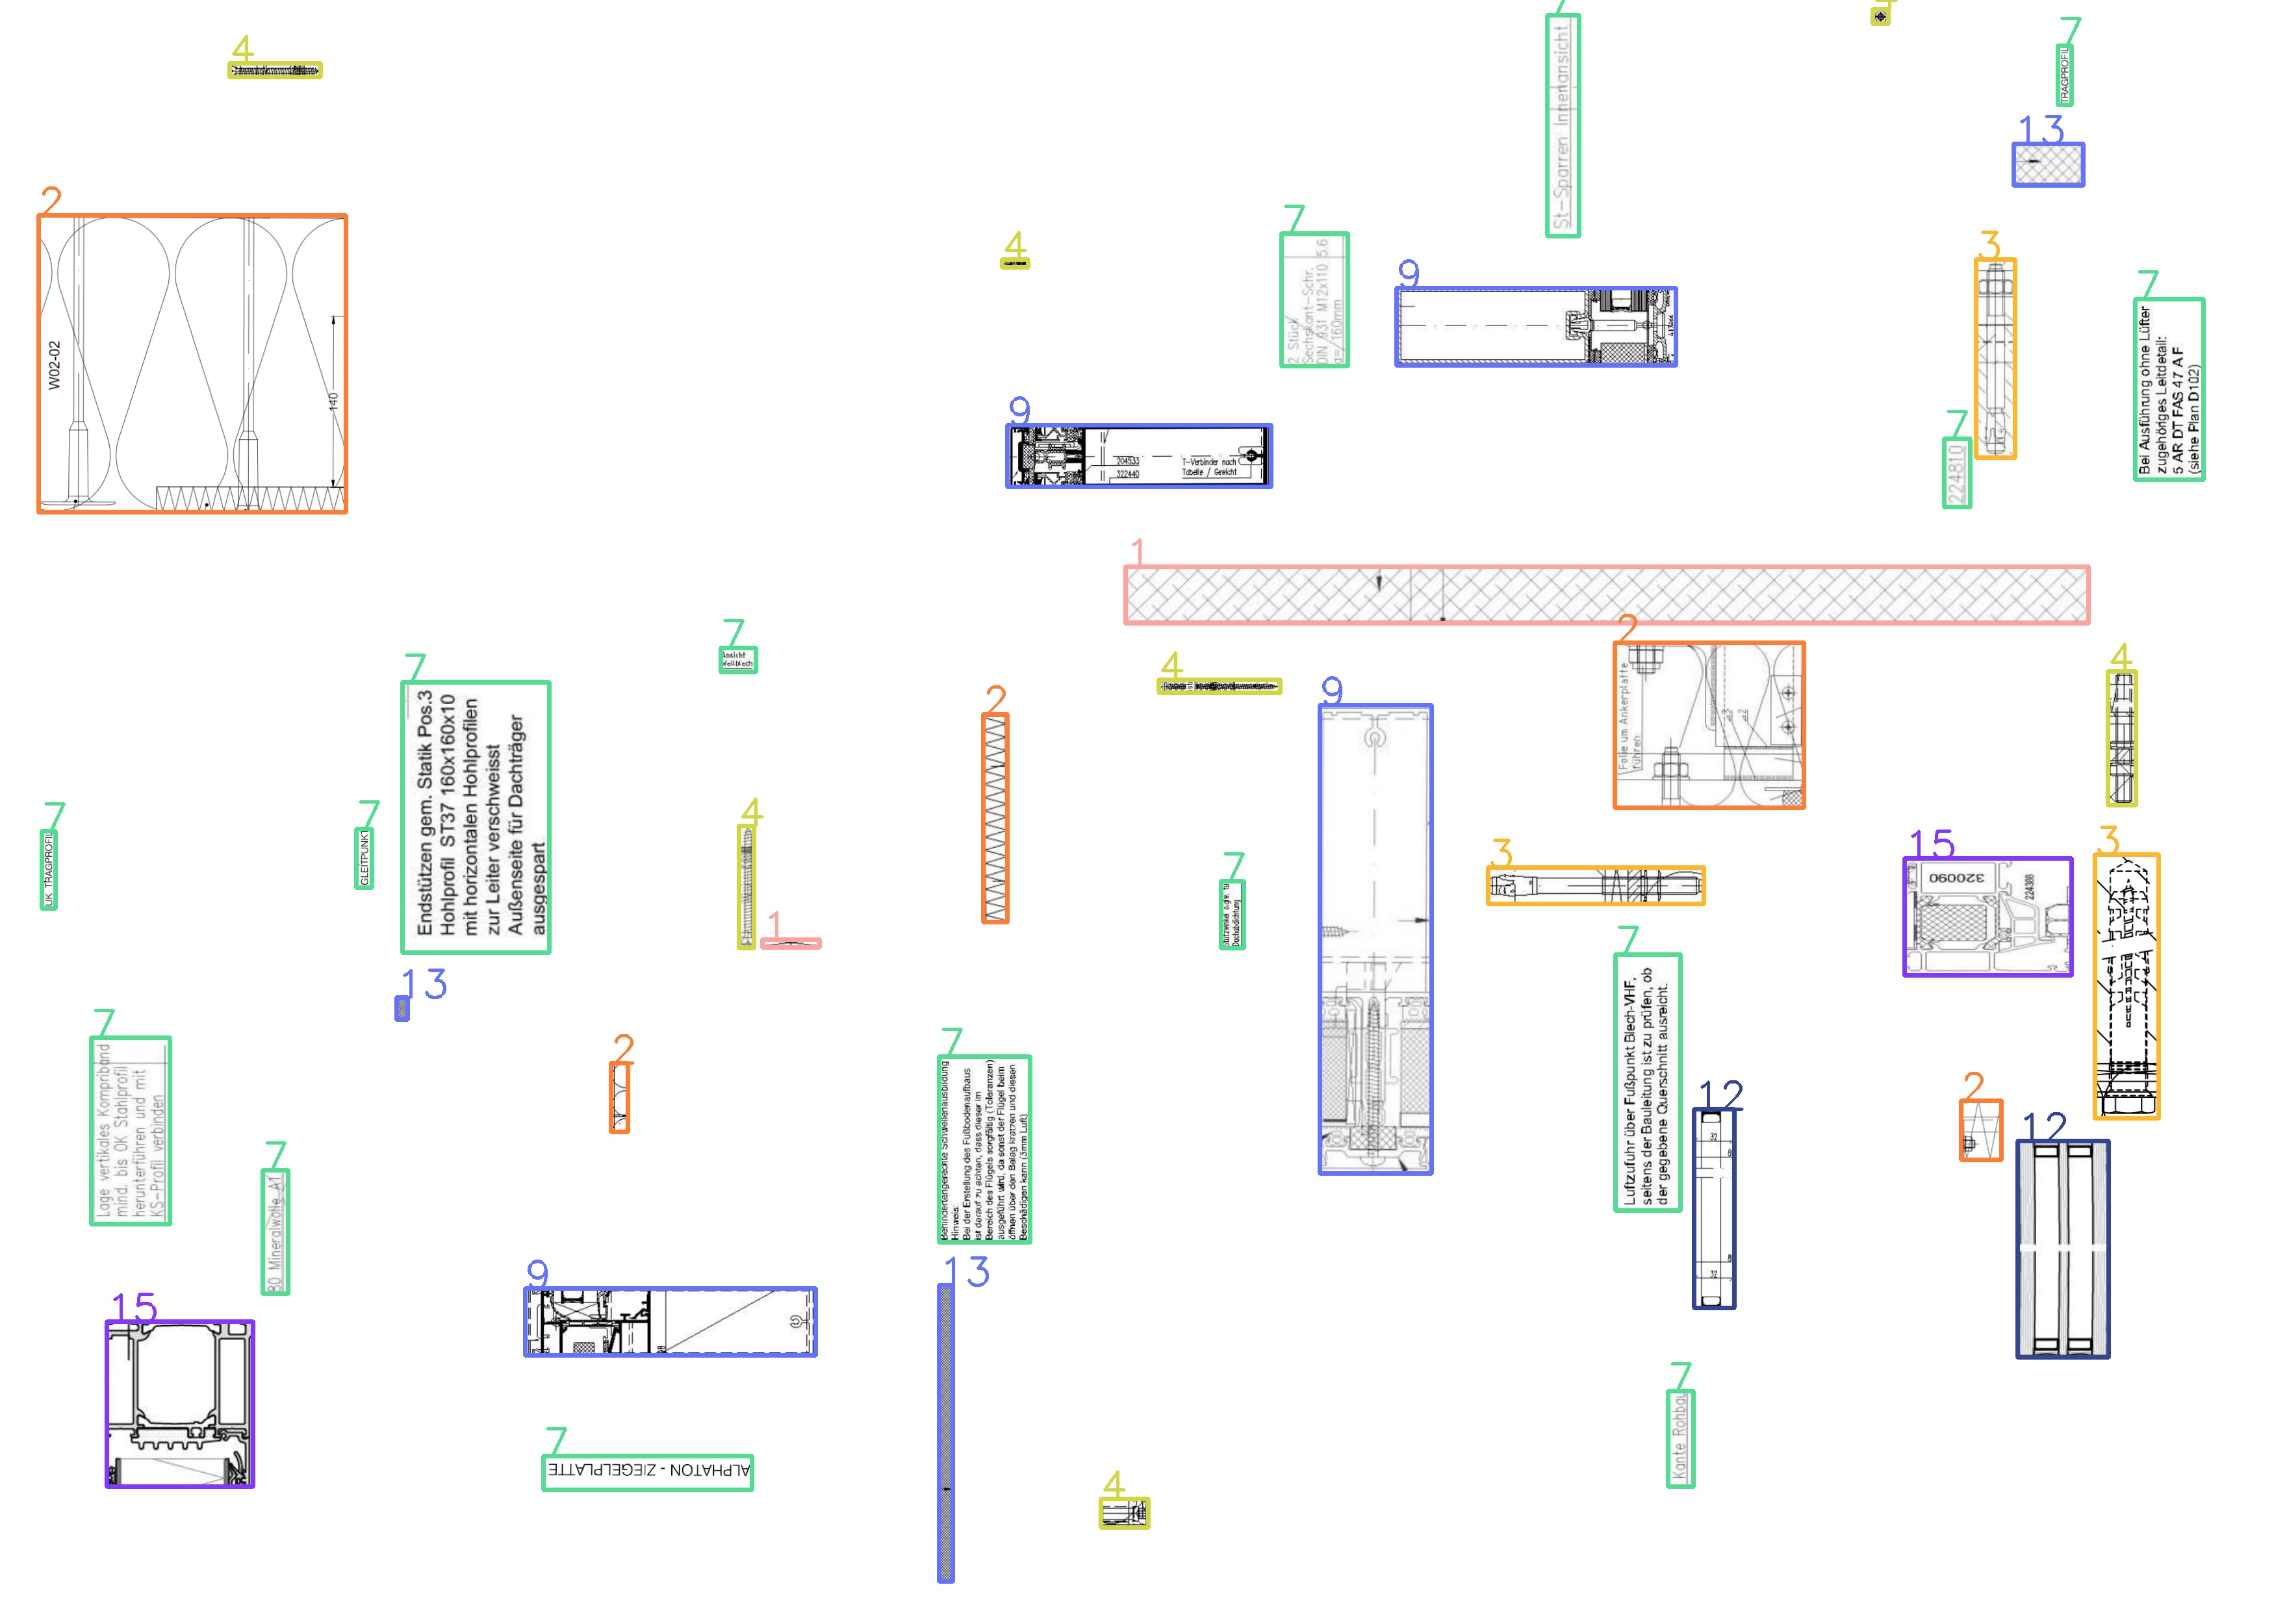 4
7
4
7
TRAGPROFIL
St-Sparren Innenansicht
13
2
W02-02
140
4
7
2 Stück
Sechskant-Schr.
DIN 931 M12x110 5.6
a=/160mm
9
3
7
Bei Ausführung ohne Lüfter
zugehöriges Leitdetail:
5 AR DT FAS 47 AF
(siehe Plan D102)
9
204533
322440
T-Verbinder nach
Tabelle / Gewicht
7
224810
1
7
Ansicht
Wellblech
7
Endstützen gem. Statik Pos.3
Hohlprofil ST37 160x160x10
mit horizontalen Hohlprofilen
zur Leiter verschweisst
Außenseite für Dachträger
ausgespart
4
2
9
2
Folie um Ankerplatte
führen
4
7
UK TRAGPROFIL
7
GLEITPUNKT
4
1
7
Dachabdichtung
3
15
320090
224388
3
13
7
Lage vertikales Kompriband
mind. bis OK Stahlprofil
herunterführen und mit
KS-Profil verbinden
2
7
Behindertengerechte Schwellenausbildung
Hinweis:
Bei der Erstellung des Fußbodenaufbaus
ist darauf zu achten, dass dieser im
Bereich des Flügels sorgfältig (Toleranzen)
ausgeführt wird, da sonst der Flügel beim
öffnen über den Belag kratzen und diesen
Beschädigen kann (3mm Luft)
7
Luftzufuhr über Fußpunkt Blech-VHF,
seitens der Bauleitung ist zu prüfen, ob
der gegebene Querschnitt ausreicht.
12
32
32
2
12
7
80 Mineralwolle A1
15
9
13
7
ALPHATON - ZIEGELPLATTE
4
7
Kante Rohbau